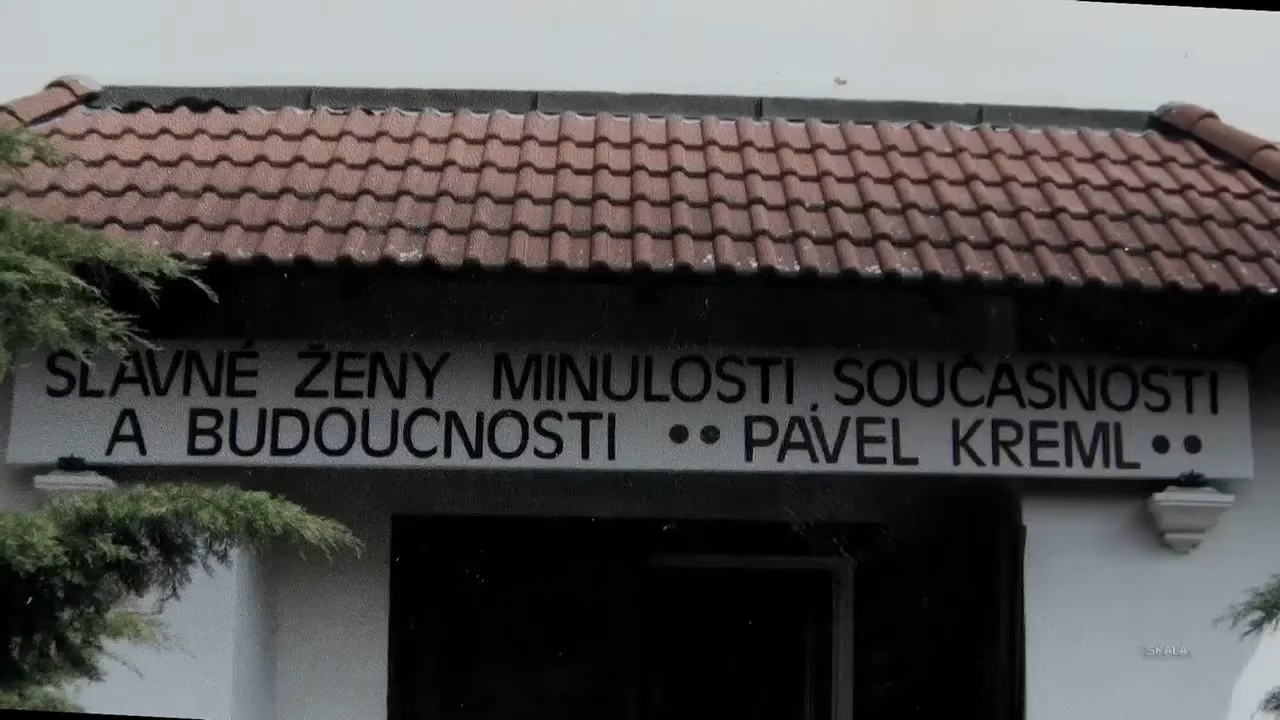 SLAVNÉ ŽENY MINULOSTI, SOUČASNOSTI
A BUDOUCNOSTI •• PAVEL KREML ••
SKALA